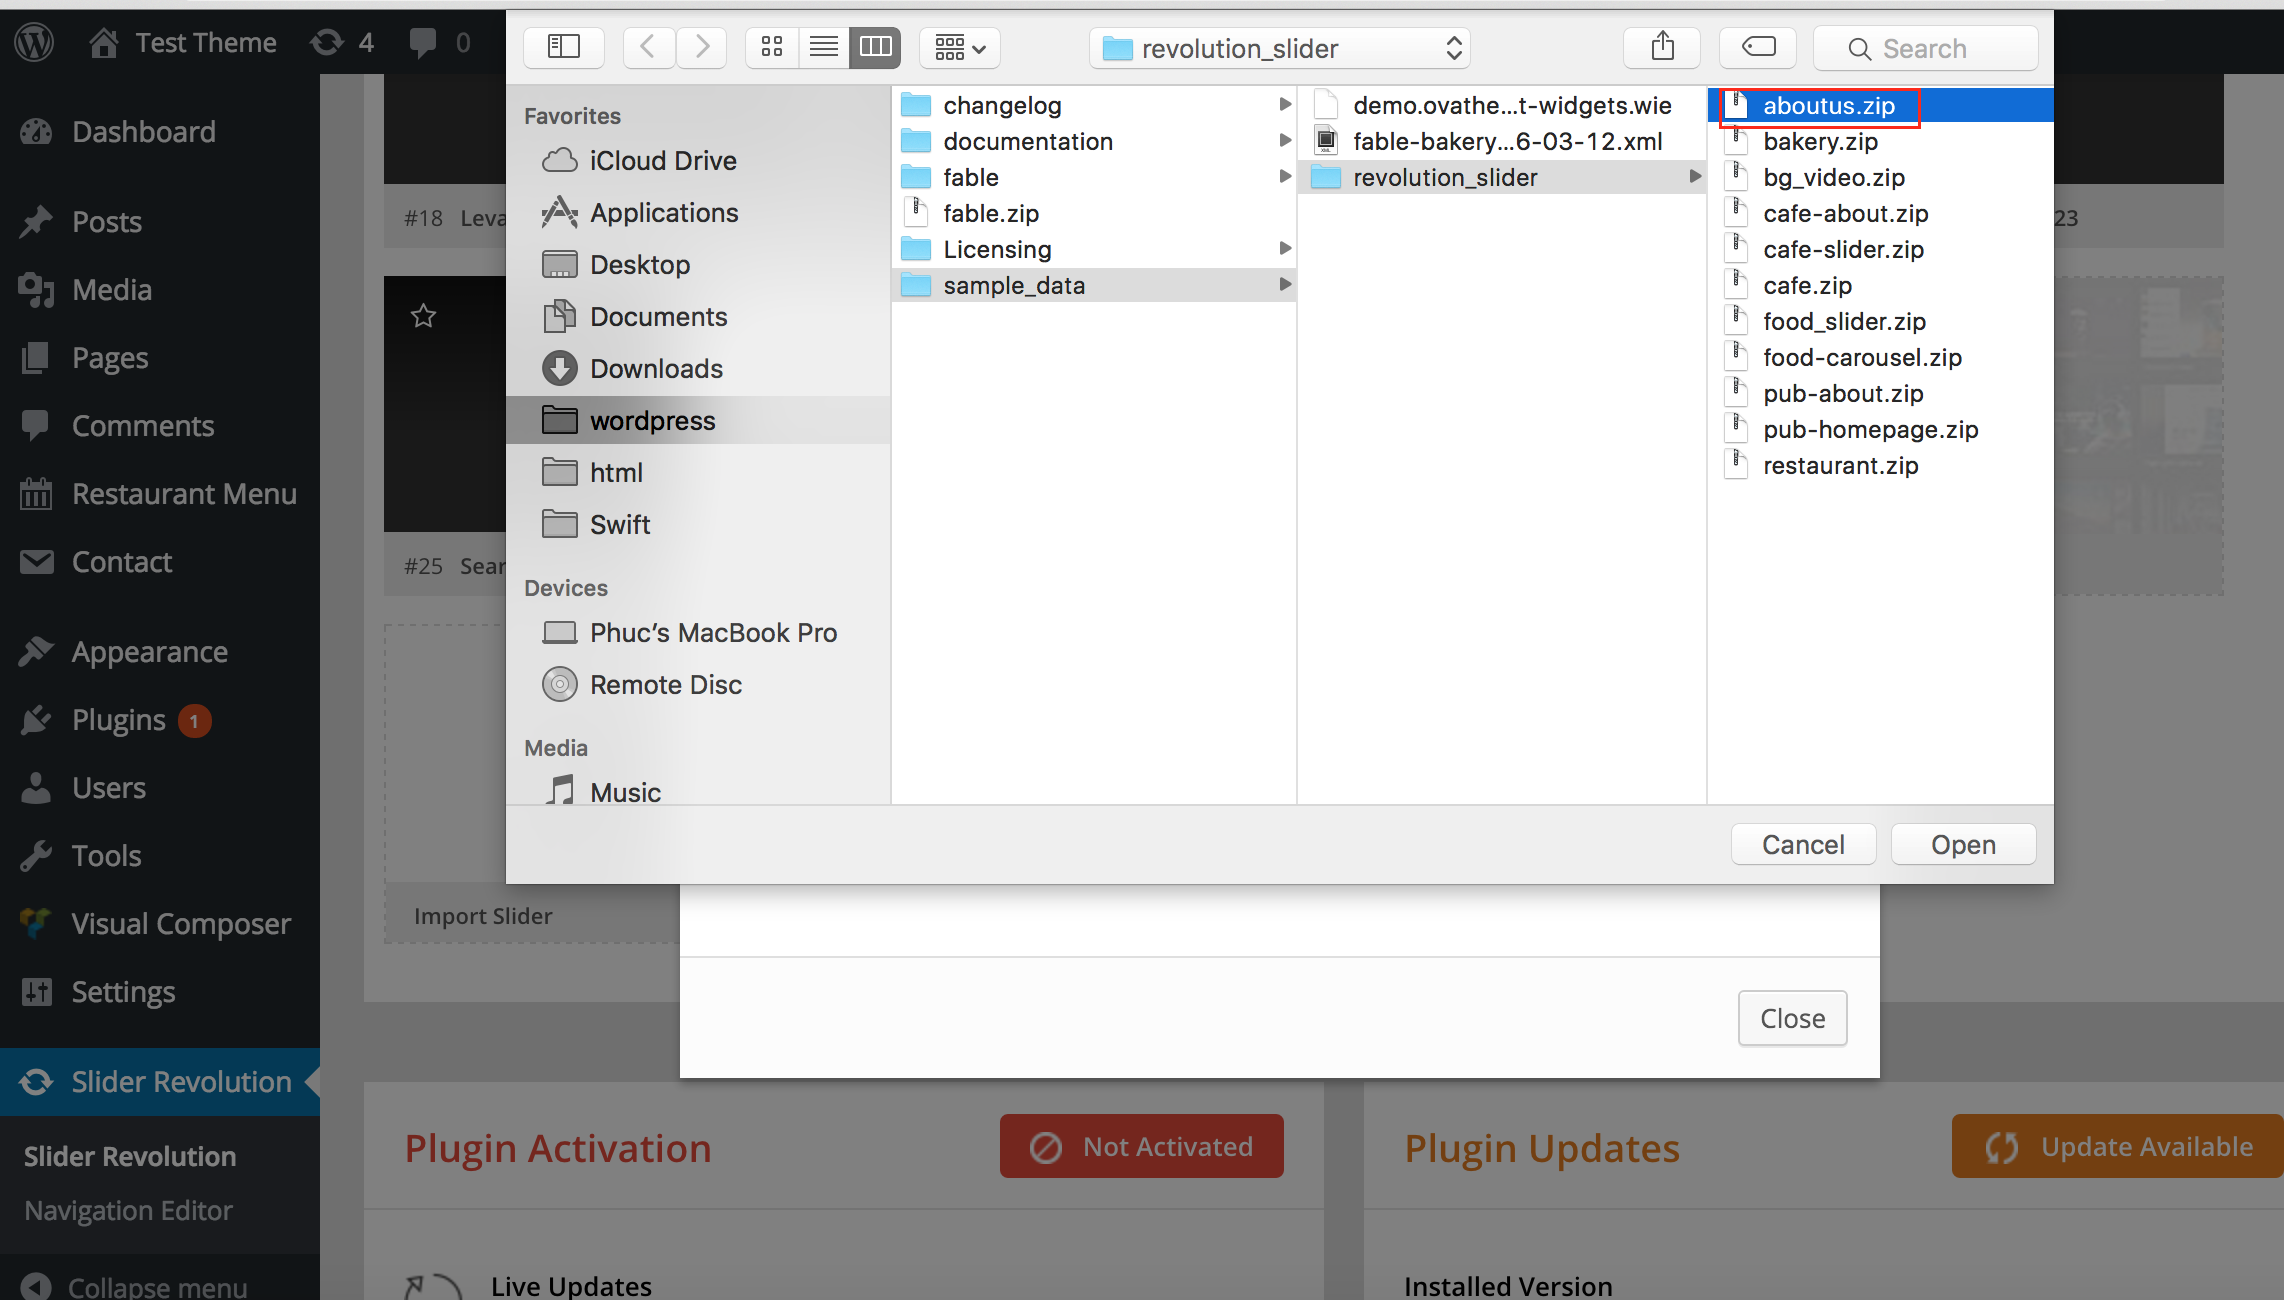 Test Theme
4
0
Dashboard
Posts
Media
Pages
Comments
Restaurant Menu
Contact
Appearance
Plugins 1
Users
Tools
Visual Composer
Settings
Slider Revolution
Slider Revolution
Navigation Editor
Collapse menu
revolution_slider
Search
Favorites
iCloud Drive
Applications
Desktop
Documents
Downloads
wordpress
html
Swift
Devices
Phuc’s MacBook Pro
Remote Disc
Media
Music
changelog
documentation
fable
fable.zip
Licensing
sample_data
demo.ovathe...t-widgets.wie
fable-bakery...6-03-12.xml
revolution_slider
aboutus.zip
bakery.zip
bg_video.zip
cafe-about.zip
cafe-slider.zip
cafe.zip
food_slider.zip
food-carousel.zip
pub-about.zip
pub-homepage.zip
restaurant.zip
Cancel
Open
#18 Leva
23
#25 Sear
Import Slider
Close
Plugin Activation
Not Activated
Live Updates
Plugin Updates
Update Available
Installed Version